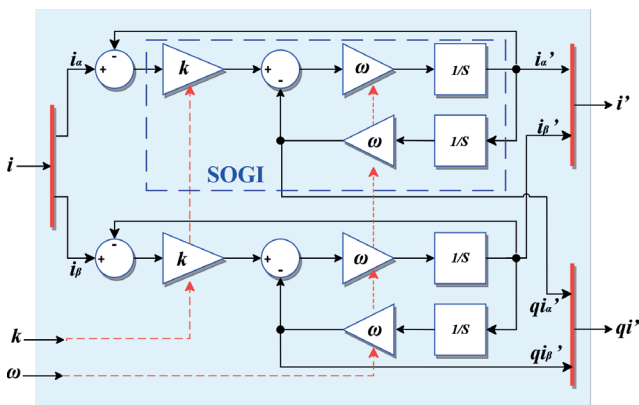 i
iα
-
+
k
+
-
ω
1/S
iα'
i'
iβ'
ω
1/S
SOGI
iβ
-
+
k
+
-
ω
1/S
qiα'
qi'
k
ω
1/S
qiβ'
ω